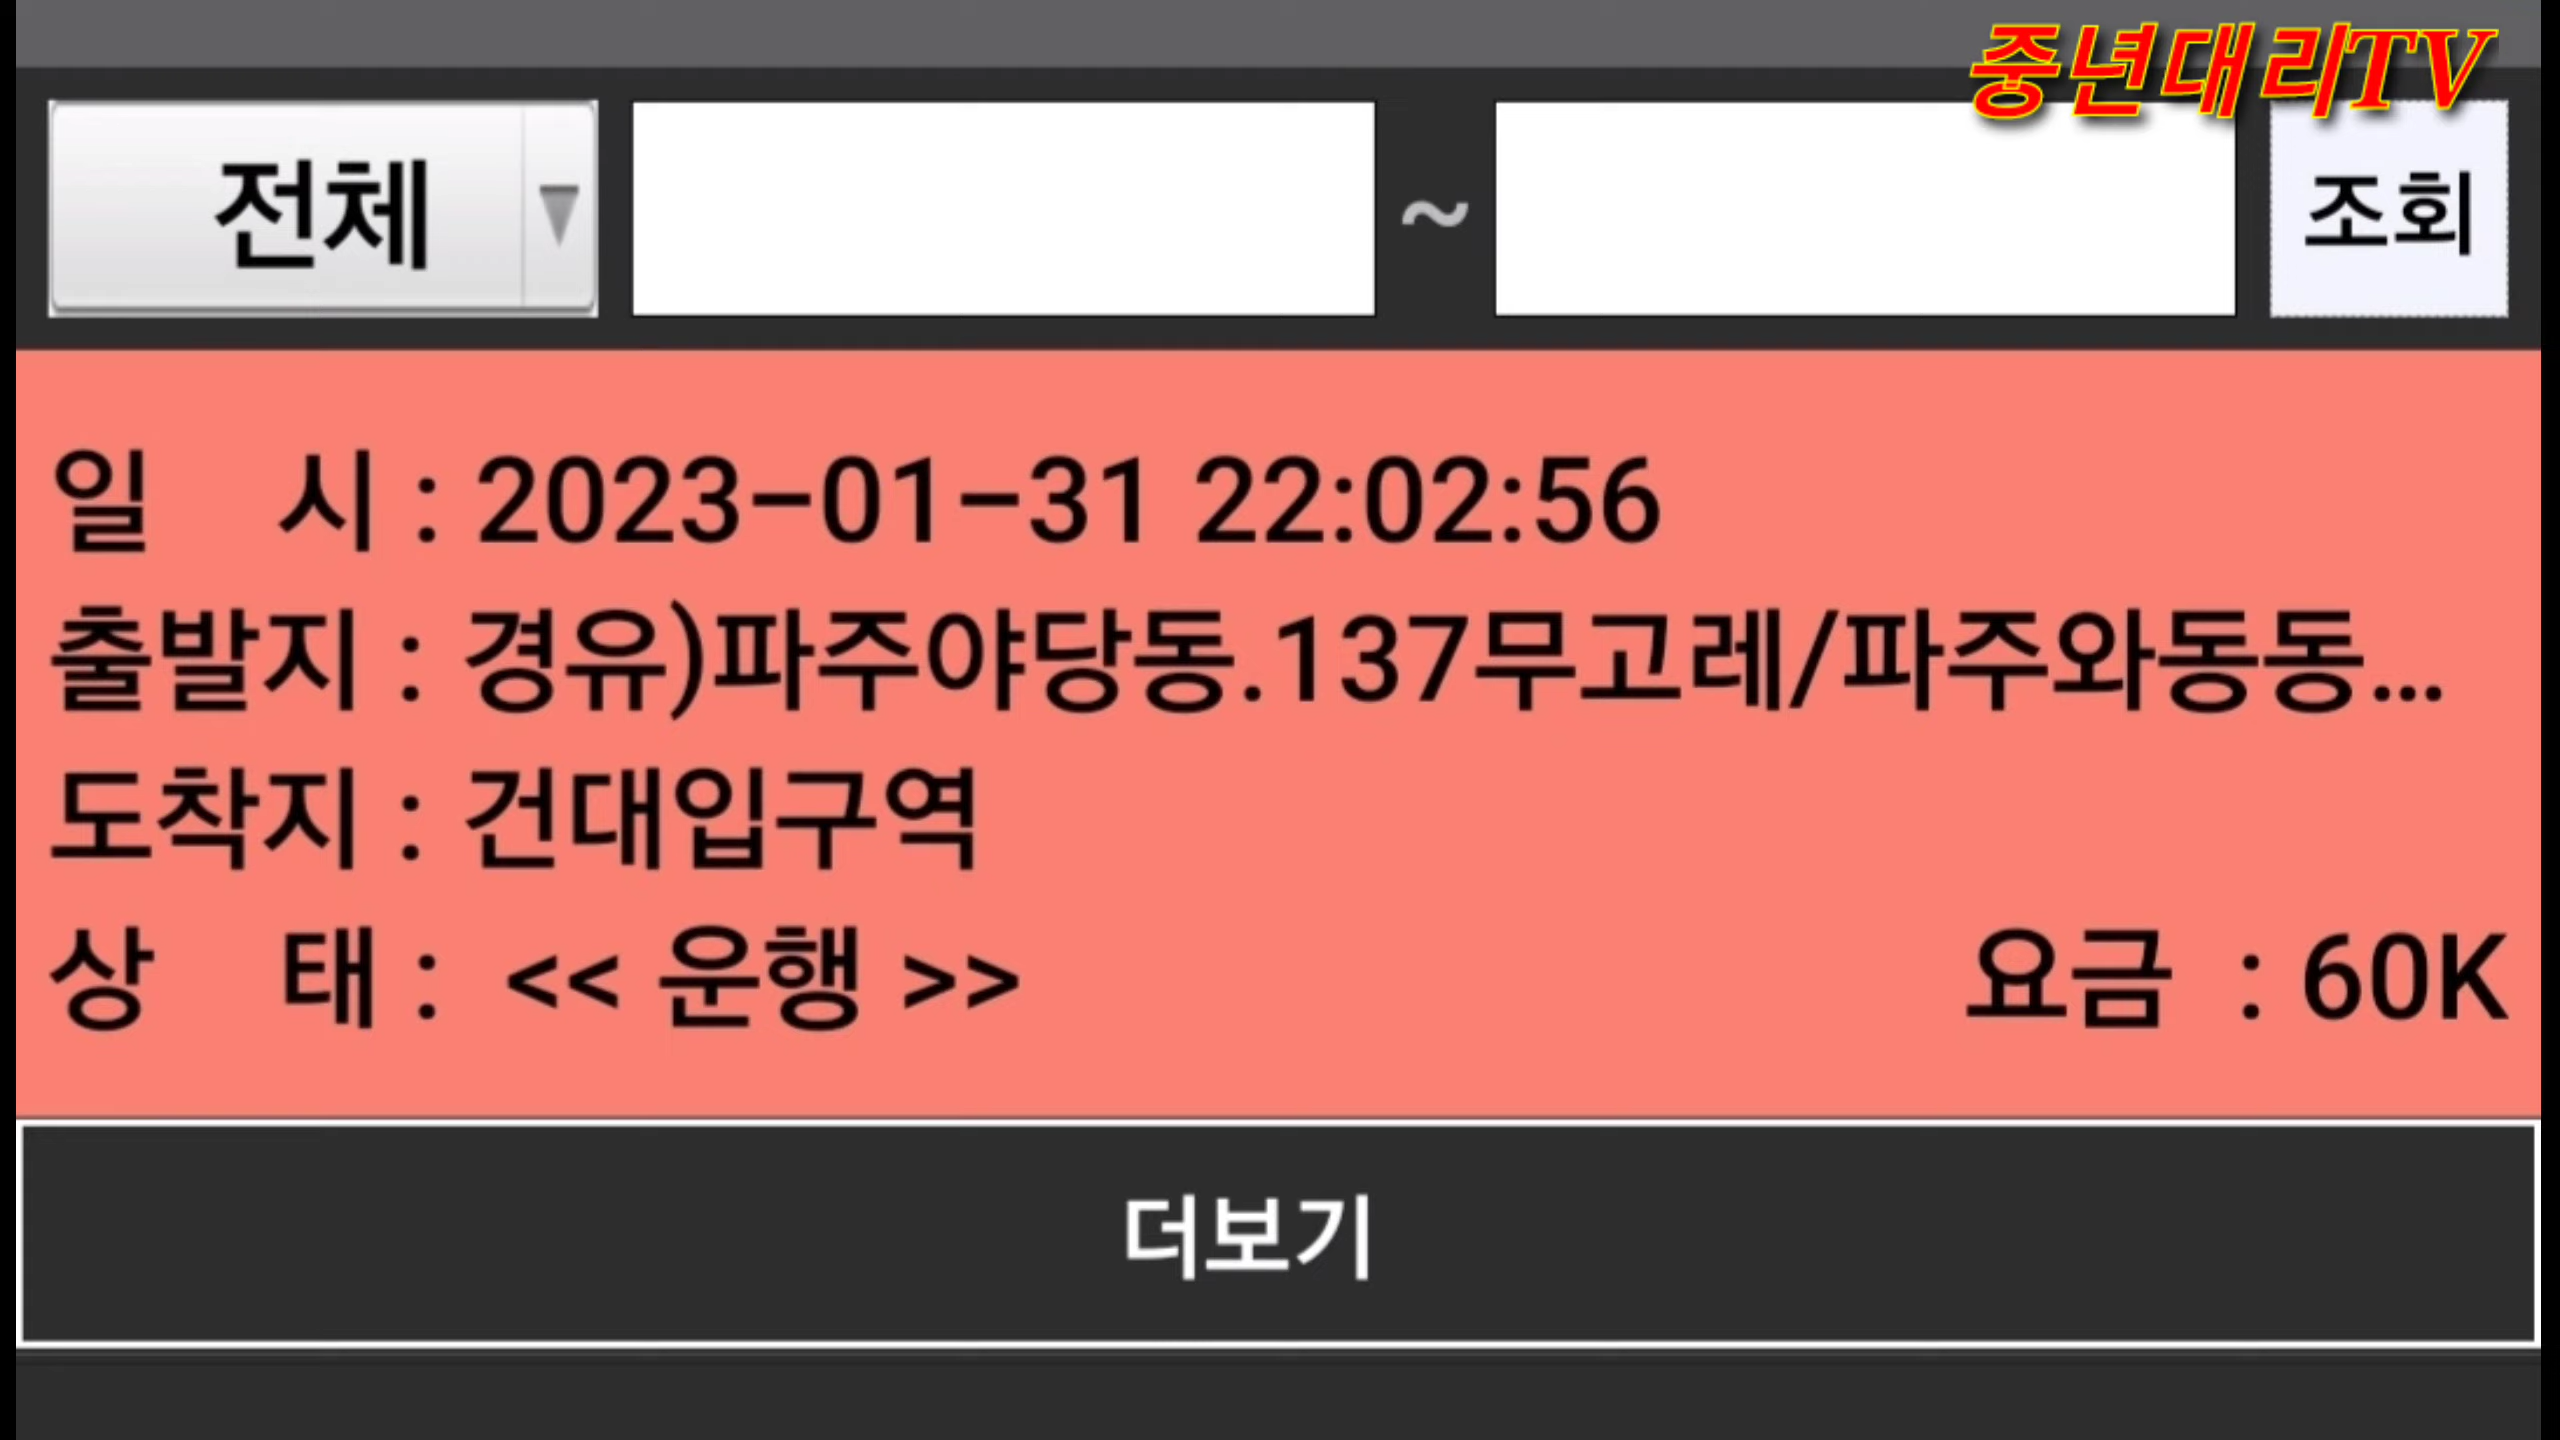 중년대리TV
전체 ~ 조회
일 시 : 2023-01-31 22:02:56
출발지 : 경유)파주야당동.137무고레/파주와동동...
도착지 : 건대입구역
상 태 : << 운행 >> 요금 : 60K
더보기